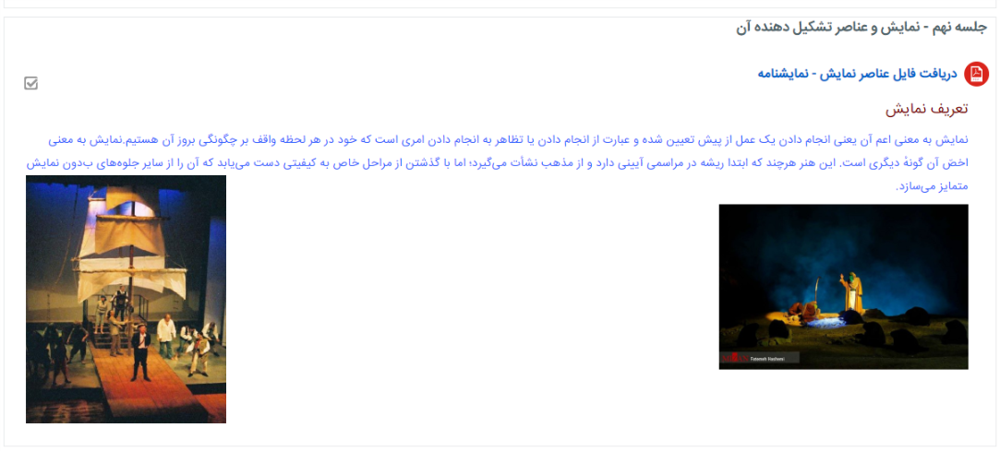 جلسه نهم - نمایش و عناصر تشکیل دهنده آن
دریافت فایل عناصر نمایش - نمایشنامه
تعریف نمایش
نمایش به معنی اعم آن یعنی انجام دادن یک عمل از پیش تعیین شده و عبارت از انجام دادن یا تظاهر به انجام دادن امری است که خود در هر لحظه واقف بر چگونگی بروز آن هستیم.نمایش به معنی
اخصّ آن گونهٔ دیگری است. این هنر هرچند که ابتدا ریشه در مراسمی آیینی دارد و از مذهب نشأت می‌گیرد؛ اما با گذشتن از مراحل خاص به کیفیتی دست می‌یابد که آن را از سایر جلوه‌های ب‌دون نمایش
متمایز می‌سازد.
Fatemeh Hashemi